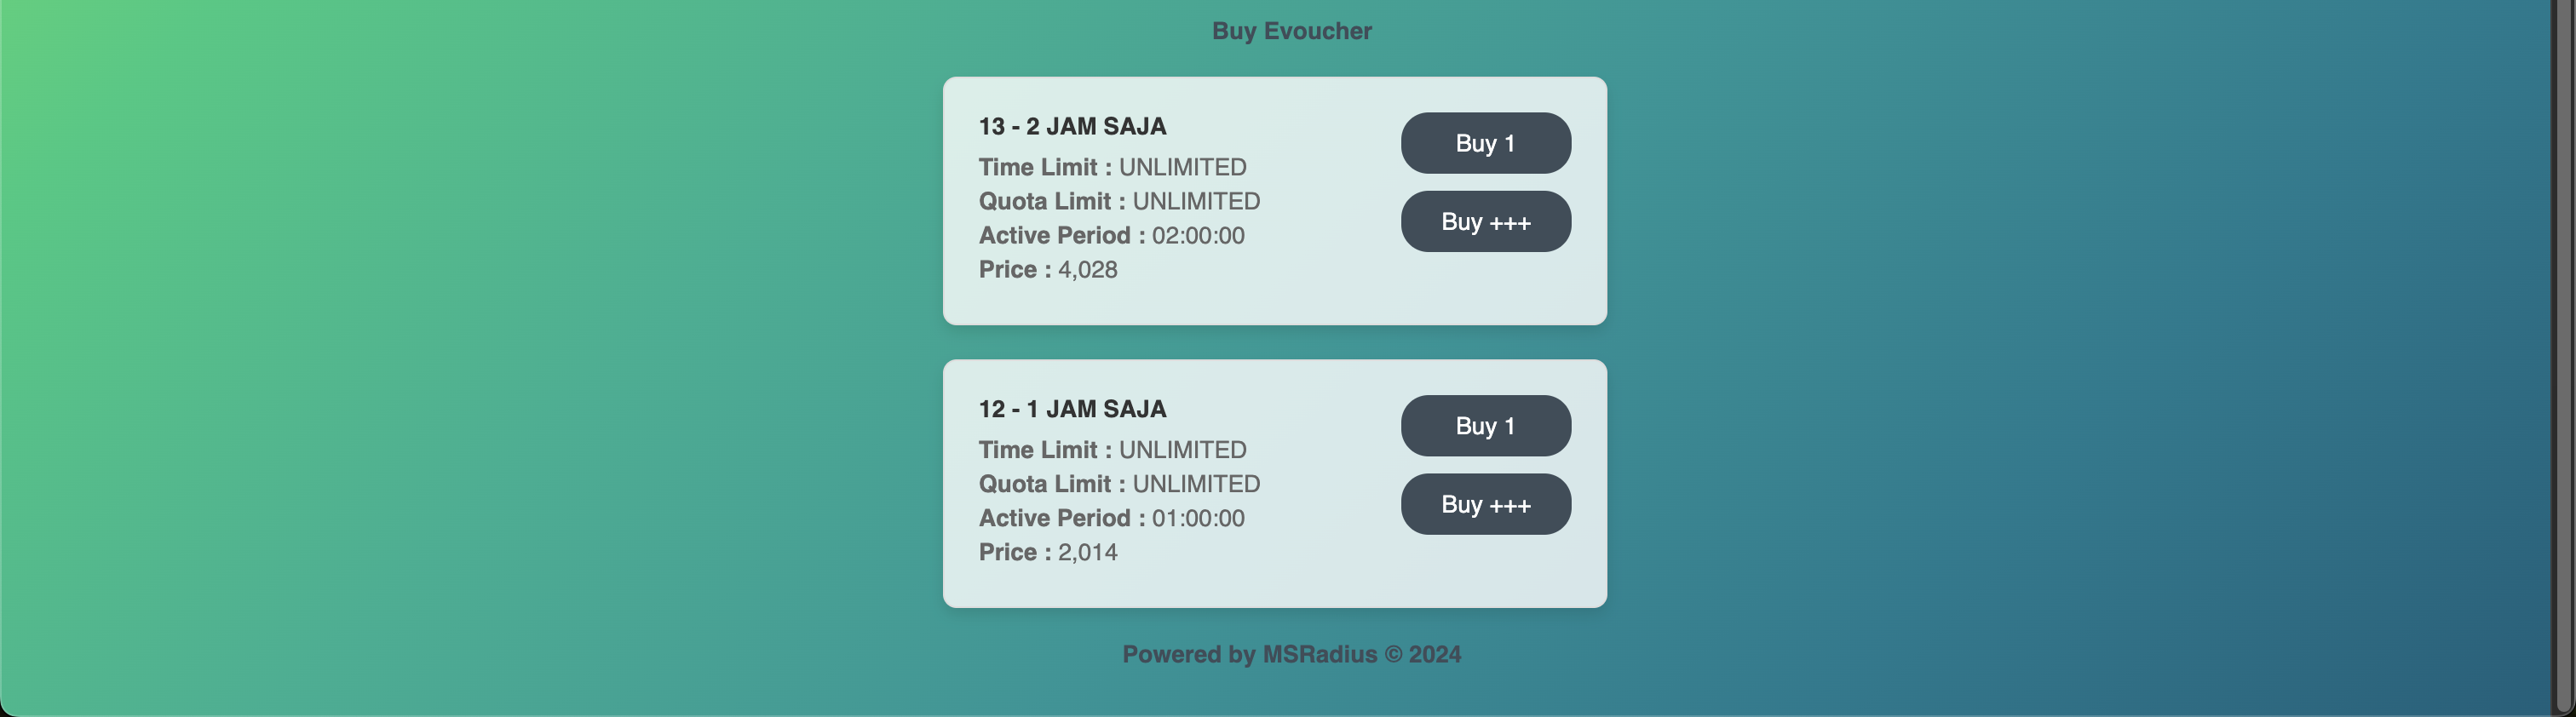 Buy Evoucher
13 - 2 JAM SAJA
Time Limit : UNLIMITED
Quota Limit : UNLIMITED
Active Period : 02:00:00
Price : 4,028
Buy 1
Buy +++
12 - 1 JAM SAJA
Time Limit : UNLIMITED
Quota Limit : UNLIMITED
Active Period : 01:00:00
Price : 2,014
Buy 1
Buy +++
Powered by MSRadius © 2024